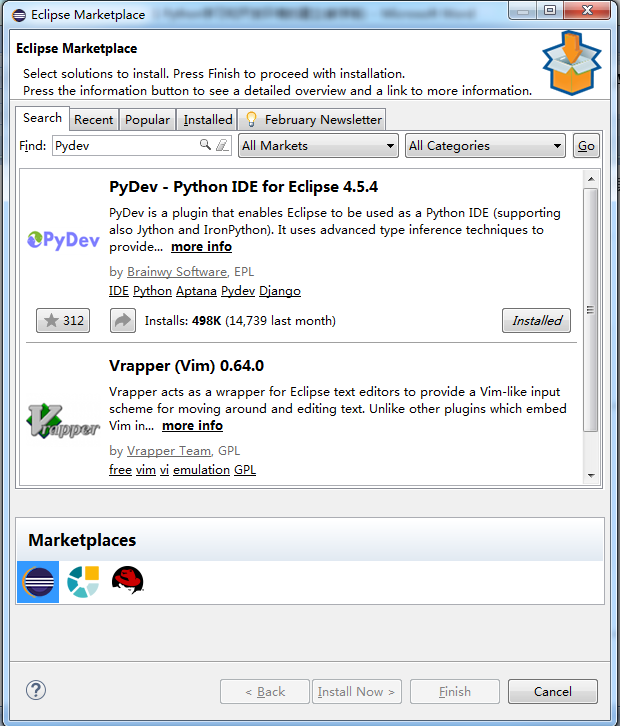 Eclipse Marketplace
Microsoft Word
Eclipse Marketplace
Select solutions to install. Press Finish to proceed with installation.
Press the information button to see a detailed overview and a link to more information.
Search Recent Popular Installed February Newsletter
Find: Pydev All Markets All Categories Go
PyDev - Python IDE for Eclipse 4.5.4
PyDev is a plugin that enables Eclipse to be used as a Python IDE (supporting
also Jython and IronPython). It uses advanced type inference techniques to
provide... more info
PyDev
by Brainwy Software, EPL
IDE Python Aptana Pydev Django
312 Installs: 498K (14,739 last month) Installed
Vrapper (Vim) 0.64.0
Vrapper acts as a wrapper for Eclipse text editors to provide a Vim-like input
scheme for moving around and editing text. Unlike other plugins which embed
Vim in... more info
Vrapper
by Vrapper Team, GPL
free vim vi emulation GPL
Marketplaces
? < Back Install Now > Finish Cancel